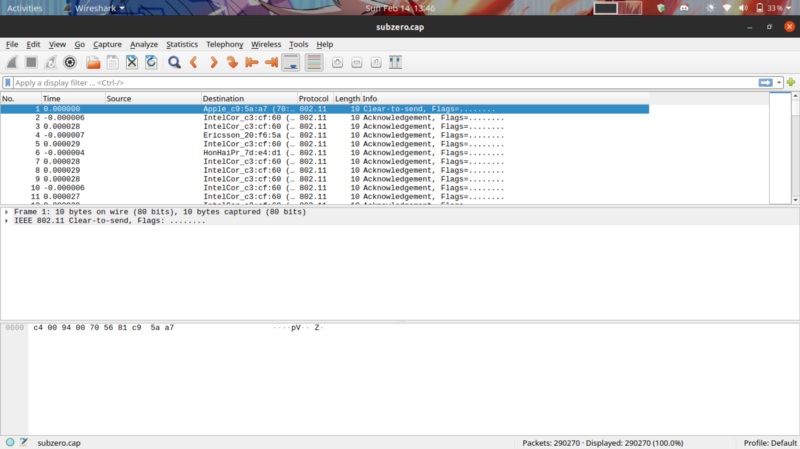 Activities Wireshark Sun Feb 14 13:46 33 %
subzero.cap
File Edit View Go Capture Analyze Statistics Telephony Wireless Tools Help
Apply a display filter … <Ctrl-/>
No. Time Source Destination Protocol Length Info
1 0.000000 Apple_c9:5a:a7 (70:… 802.11 10 Clear-to-send, Flags=........
2 -0.000006 IntelCor_c3:cf:60 (… 802.11 10 Acknowledgement, Flags=........
3 0.000028 IntelCor_c3:cf:60 (… 802.11 10 Acknowledgement, Flags=........
4 -0.000007 Ericsson_20:f6:5a (… 802.11 10 Acknowledgement, Flags=........
5 0.000029 IntelCor_c3:cf:60 (… 802.11 10 Acknowledgement, Flags=........
6 -0.000004 HonHaiPr_7d:e4:d1 (… 802.11 10 Acknowledgement, Flags=........
7 0.000028 IntelCor_c3:cf:60 (… 802.11 10 Acknowledgement, Flags=........
8 0.000029 IntelCor_c3:cf:60 (… 802.11 10 Acknowledgement, Flags=........
9 0.000028 IntelCor_c3:cf:60 (… 802.11 10 Acknowledgement, Flags=........
10 -0.000006 IntelCor_c3:cf:60 (… 802.11 10 Acknowledgement, Flags=........
11 0.000027 IntelCor_c3:cf:60 (… 802.11 10 Acknowledgement, Flags=........
Frame 1: 10 bytes on wire (80 bits), 10 bytes captured (80 bits)
IEEE 802.11 Clear-to-send, Flags: ........
0000 c4 00 94 00 70 56 81 c9 5a a7 ····pV·· Z·
subzero.cap Packets: 290270 · Displayed: 290270 (100.0%) Profile: Default